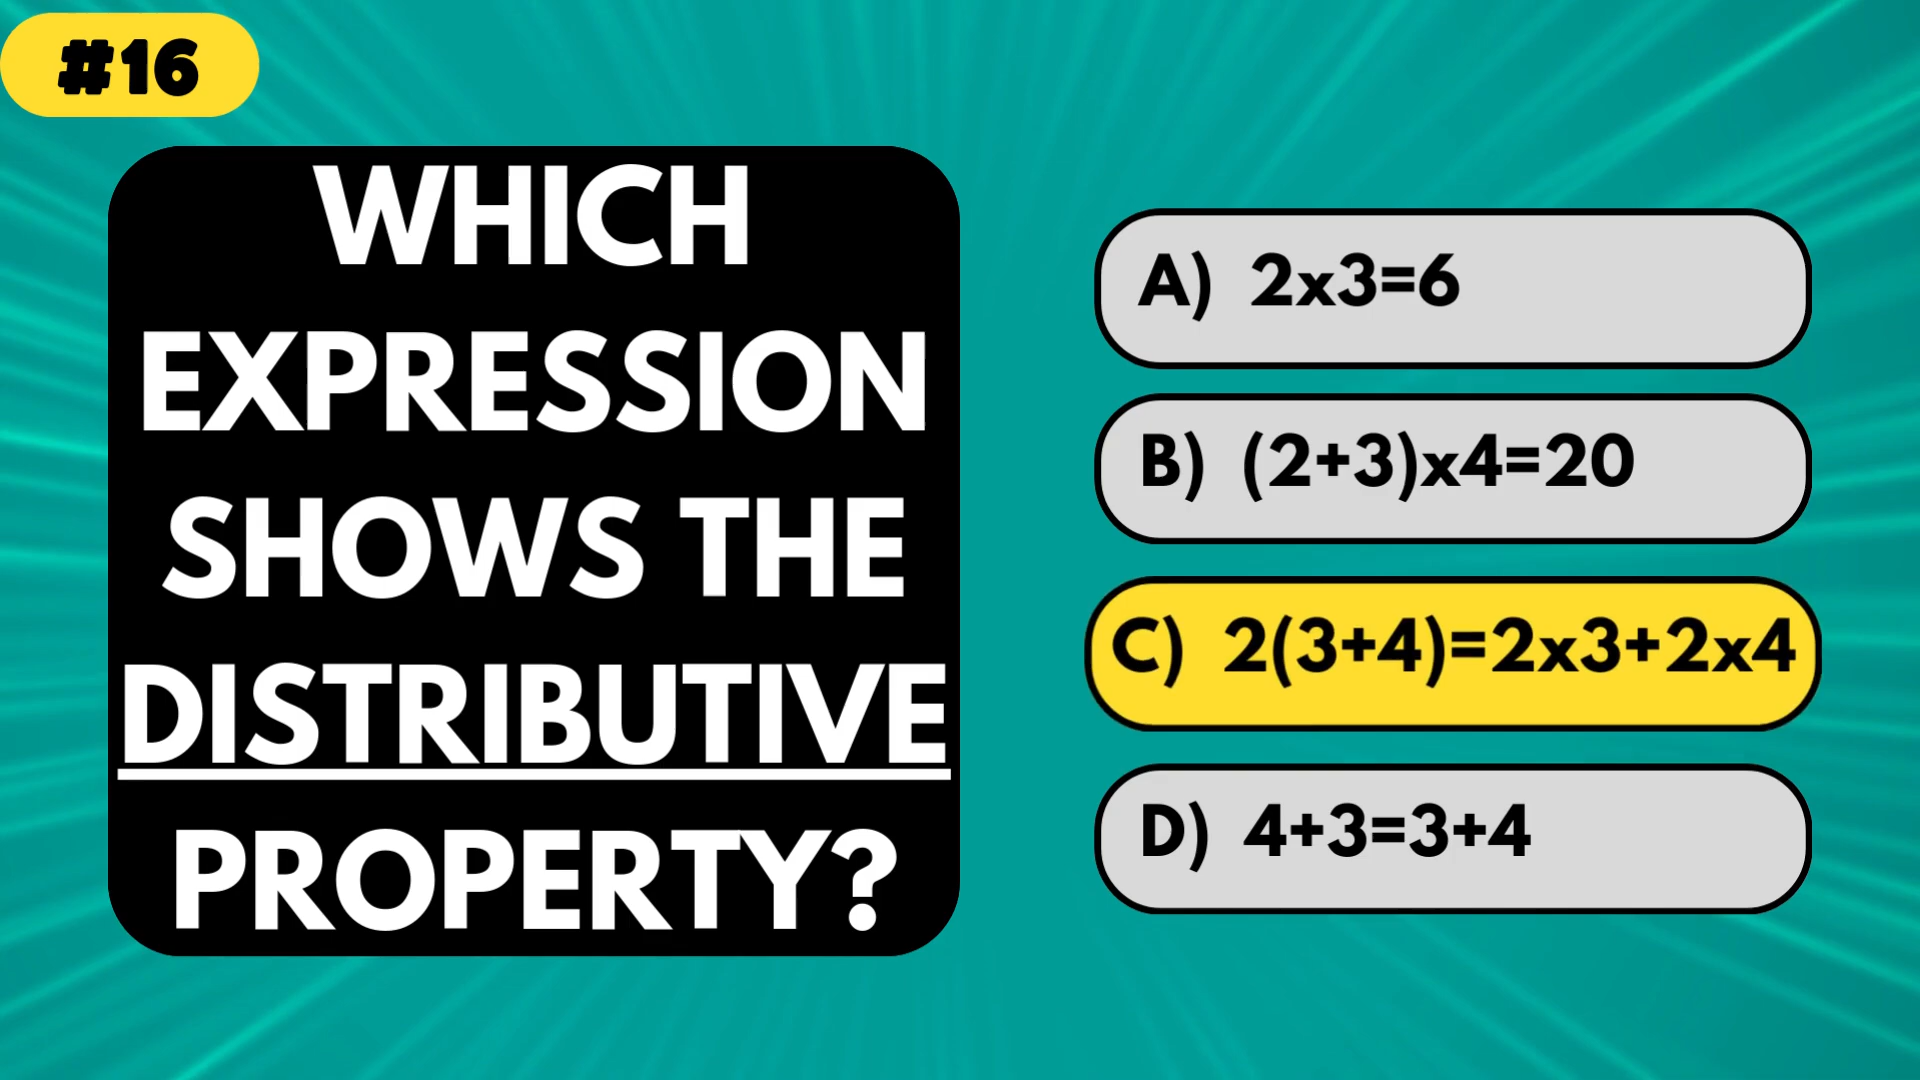 #16
WHICH
EXPRESSION
SHOWS THE
DISTRIBUTIVE
PROPERTY?
A) 2x3=6
B) (2+3)x4=20
C) 2(3+4)=2x3+2x4
D) 4+3=3+4